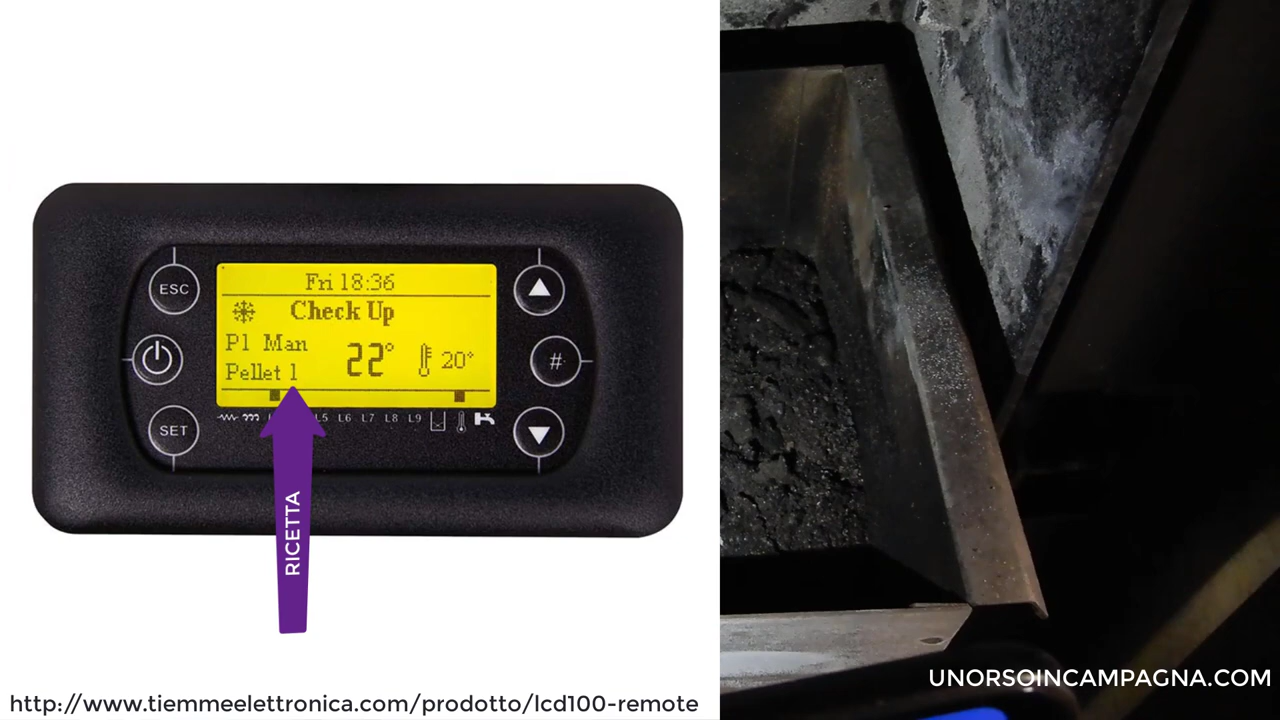 Fri 18:36
Check Up
P1 Man
22° 20°
Pellet 1
L5 L6 L7 L8 L9
ESC
SET
#
RICETTA
http://www.tiemmeelettronica.com/prodotto/lcd100-remote
UNORSOINCAMPAGNA.COM